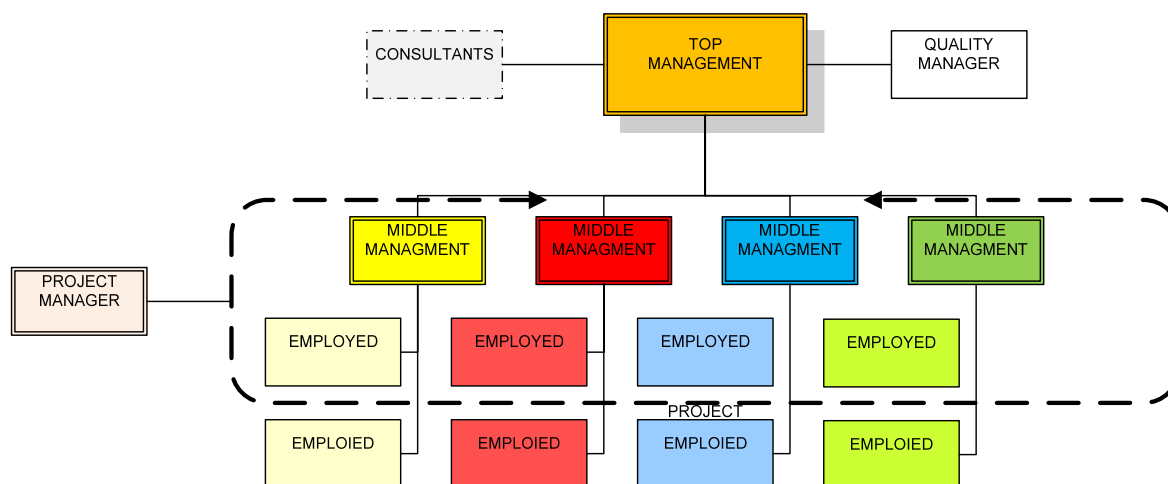 CONSULTANTS
TOP
MANAGEMENT
QUALITY
MANAGER
MIDDLE
MANAGMENT
MIDDLE
MANAGMENT
MIDDLE
MANAGMENT
MIDDLE
MANAGMENT
PROJECT
MANAGER
EMPLOYED
EMPLOYED
EMPLOYED
EMPLOYED
PROJECT
EMPLOIED
EMPLOIED
EMPLOIED
EMPLOIED